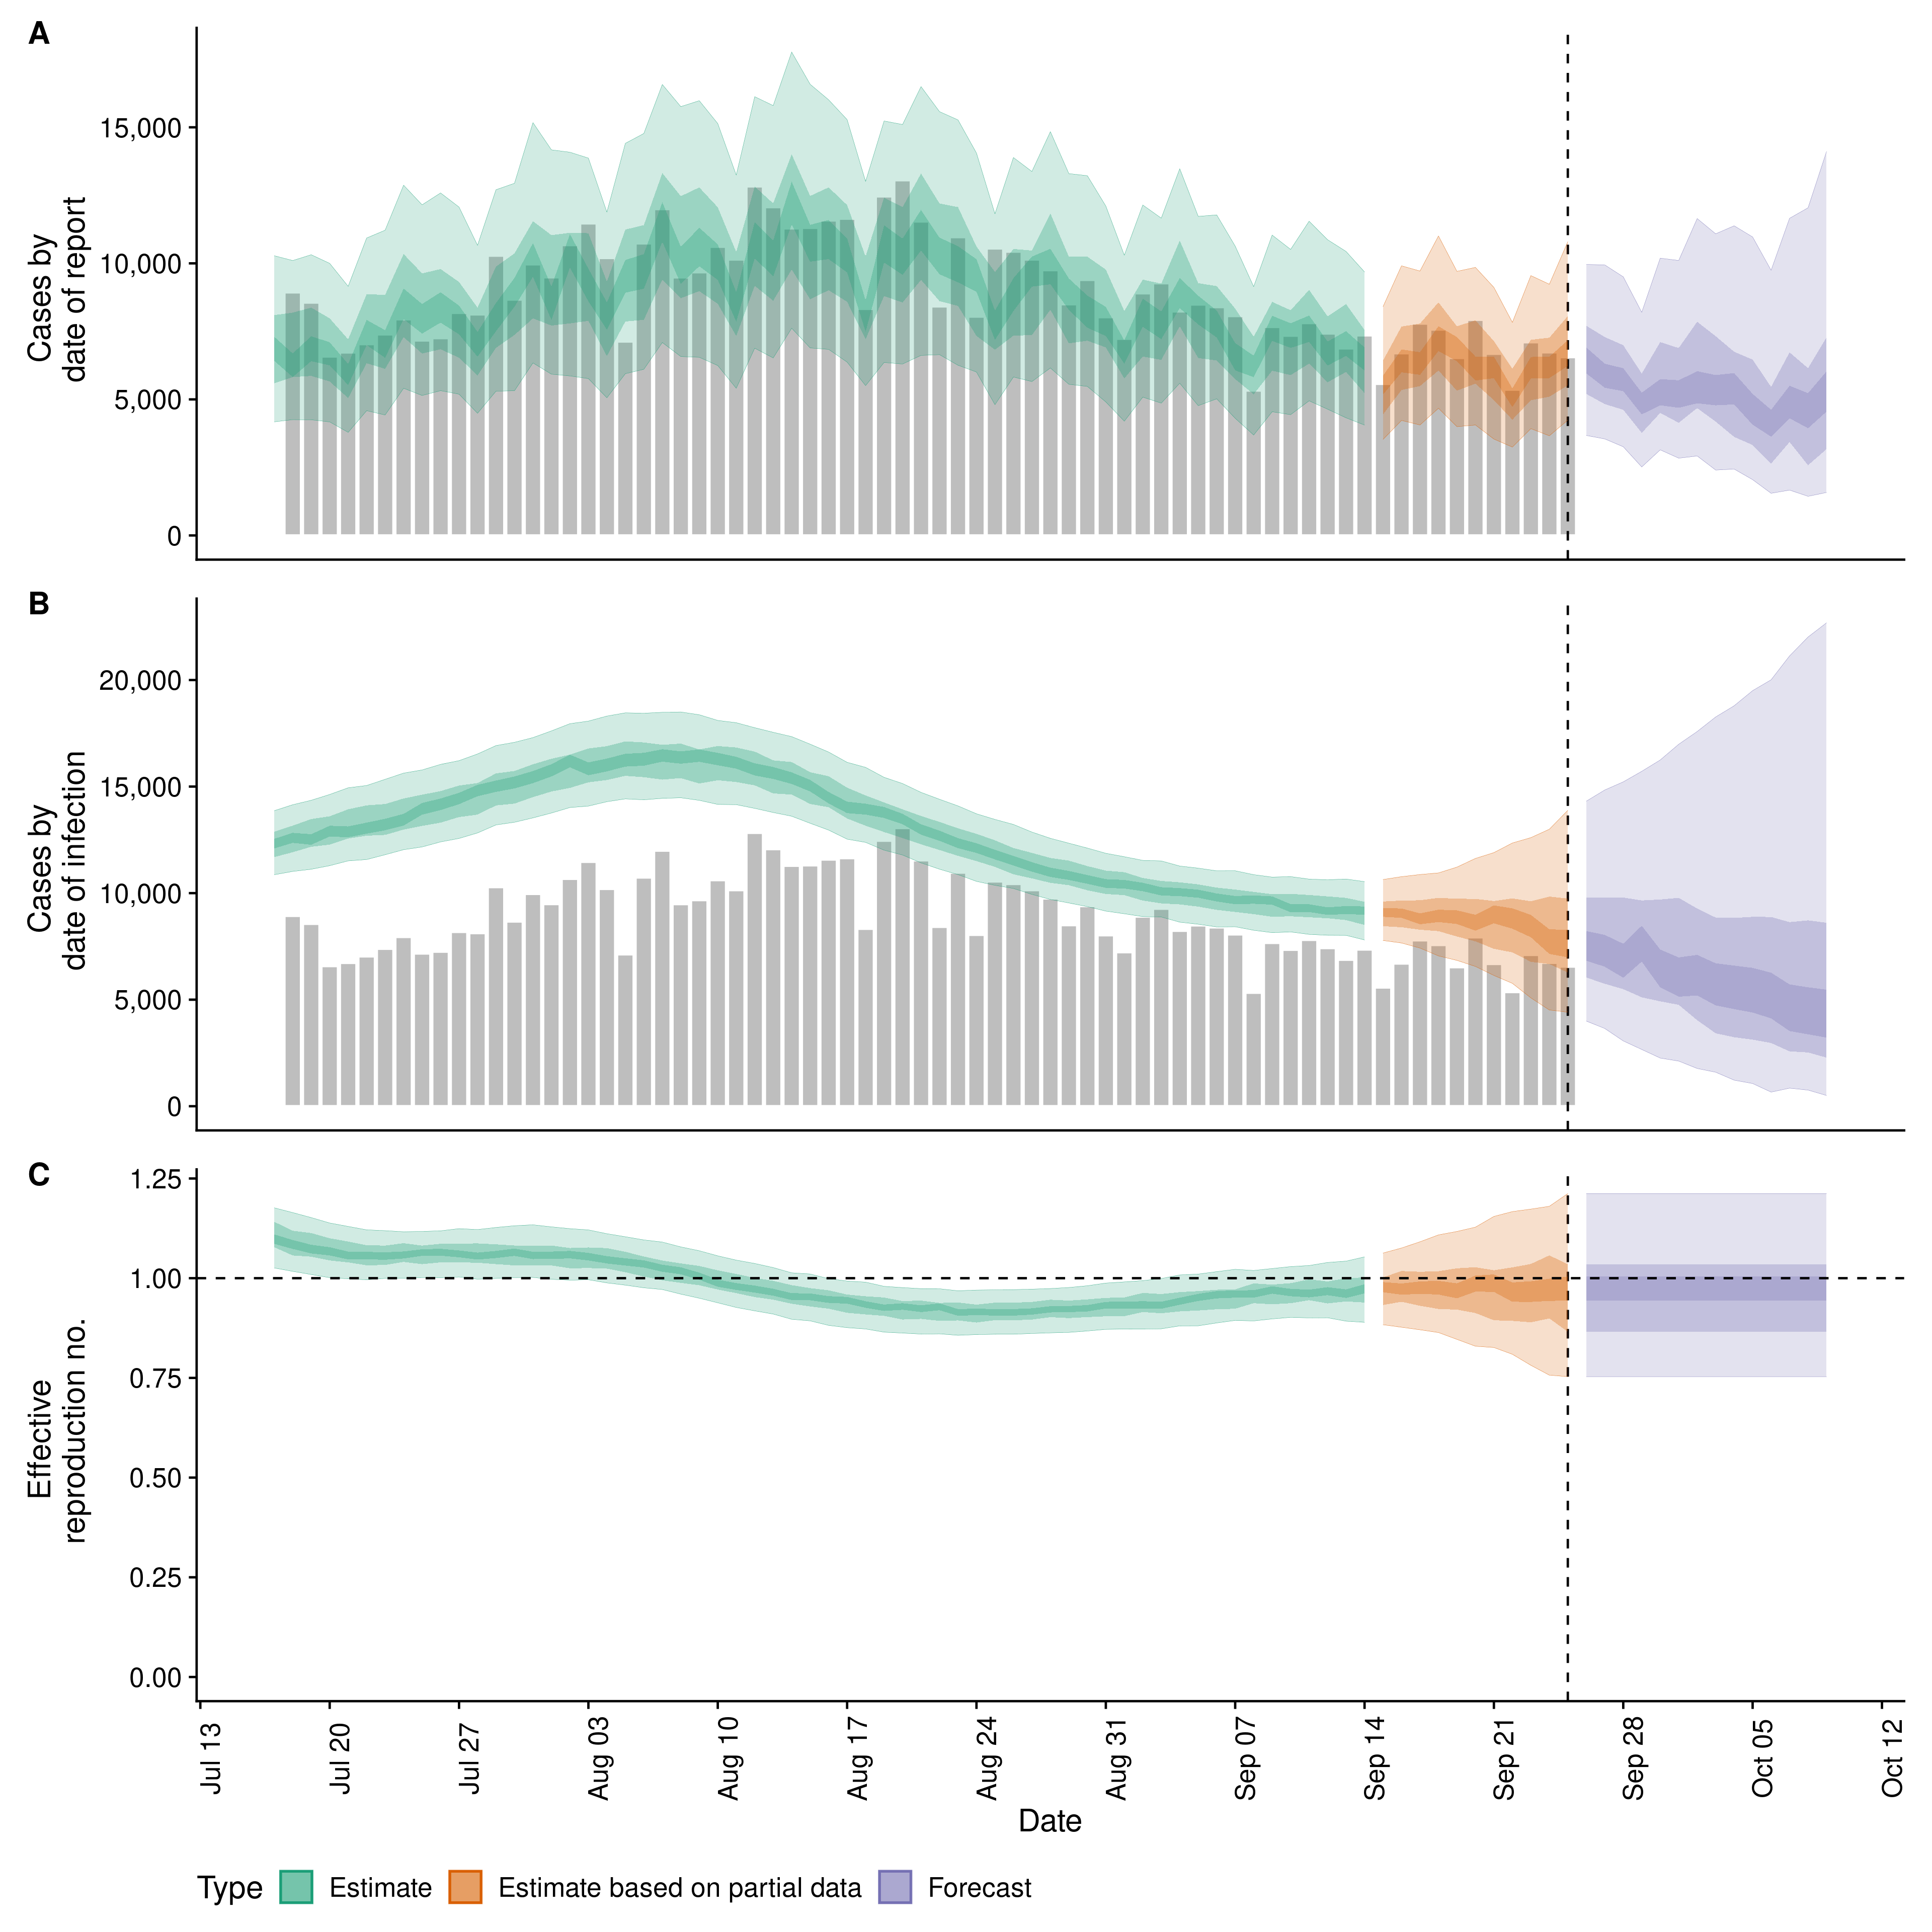 A
Cases by
date of report
15,000
10,000
5,000
0
B
Cases by
date of infection
20,000
15,000
10,000
5,000
0
C
Effective
reproduction no.
1.25
1.00
0.75
0.50
0.25
0.00
Jul 13
Jul 20
Jul 27
Aug 03
Aug 10
Aug 17
Aug 24
Aug 31
Sep 07
Sep 14
Sep 21
Sep 28
Oct 05
Oct 12
Date
Type Estimate Estimate based on partial data Forecast